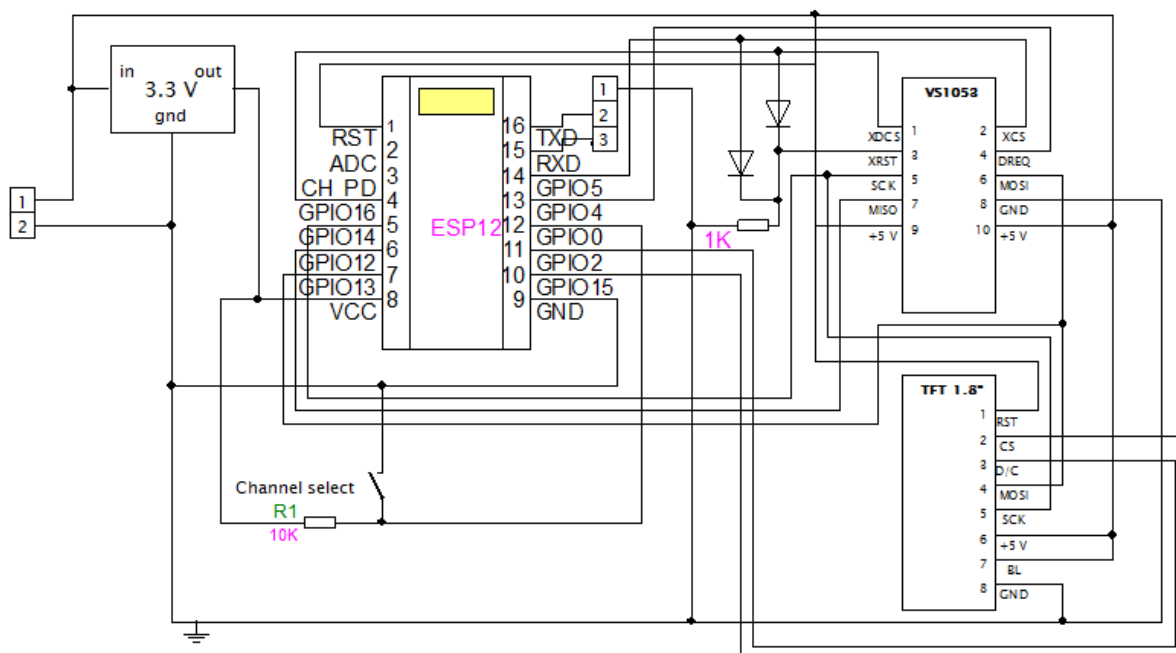 in out
3.3 V
gnd
1
2
ESP12
1
RST
2
ADC
3
CH_PD
4
GPIO16
5
GPIO14
6
GPIO12
7
GPIO13
8
VCC
16
TXD
15
RXD
14
GPIO5
13
GPIO4
12
GPIO0
11
GPIO2
10
GPIO15
9
GND
1
2
3
1K
VS1053
1 2
XDCS XCS
3 4
XRST DREQ
5 6
SCK MOSI
7 8
MISO GND
9 10
+5 V +5 V
TFT 1.8"
1
RST
2
CS
3
D/C
4
MOSI
5
SCK
6
+5 V
7
BL
8
GND
Channel select
R1
10K